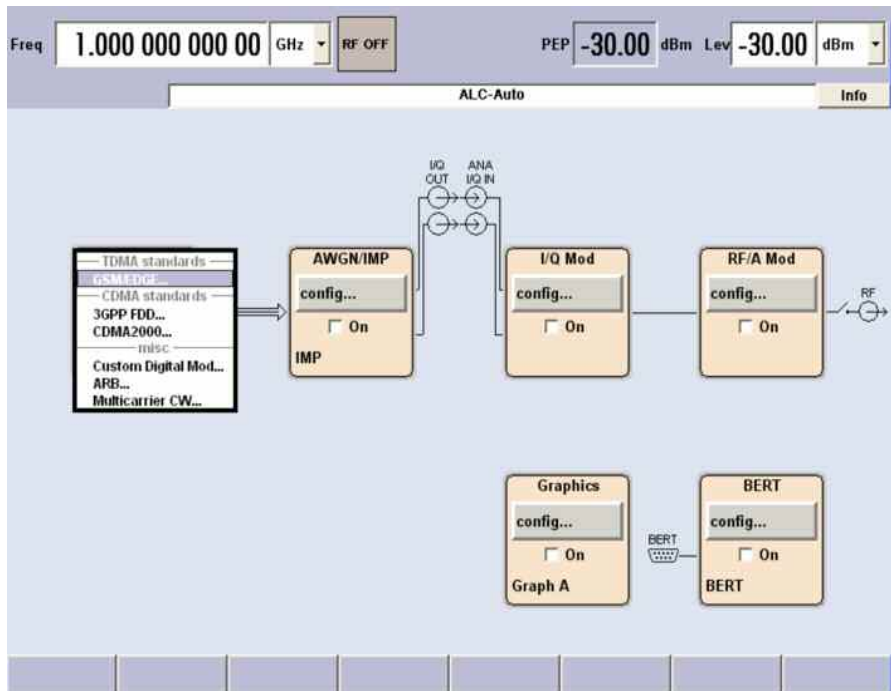 Freq 1.000 000 000 00 GHz RF OFF PEP -30.00 dBm Lev -30.00 dBm
ALC-Auto Info
I/Q OUT
ANA I/Q IN
TDMA standards
GSM/EDGE...
CDMA standards
3GPP FDD...
CDMA2000...
misc
Custom Digital Mod...
ARB...
Multicarrier CW...
AWGN/IMP
config...
On
IMP
I/Q Mod
config...
On
RF/A Mod
config...
On
RF
Graphics
config...
On
Graph A
BERT
BERT
config...
On
BERT